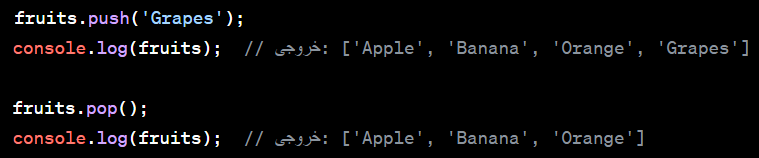 fruits.push('Grapes');
console.log(fruits);  // خروجی: ['Apple', 'Banana', 'Orange', 'Grapes']
fruits.pop();
console.log(fruits);  // خروجی: ['Apple', 'Banana', 'Orange']